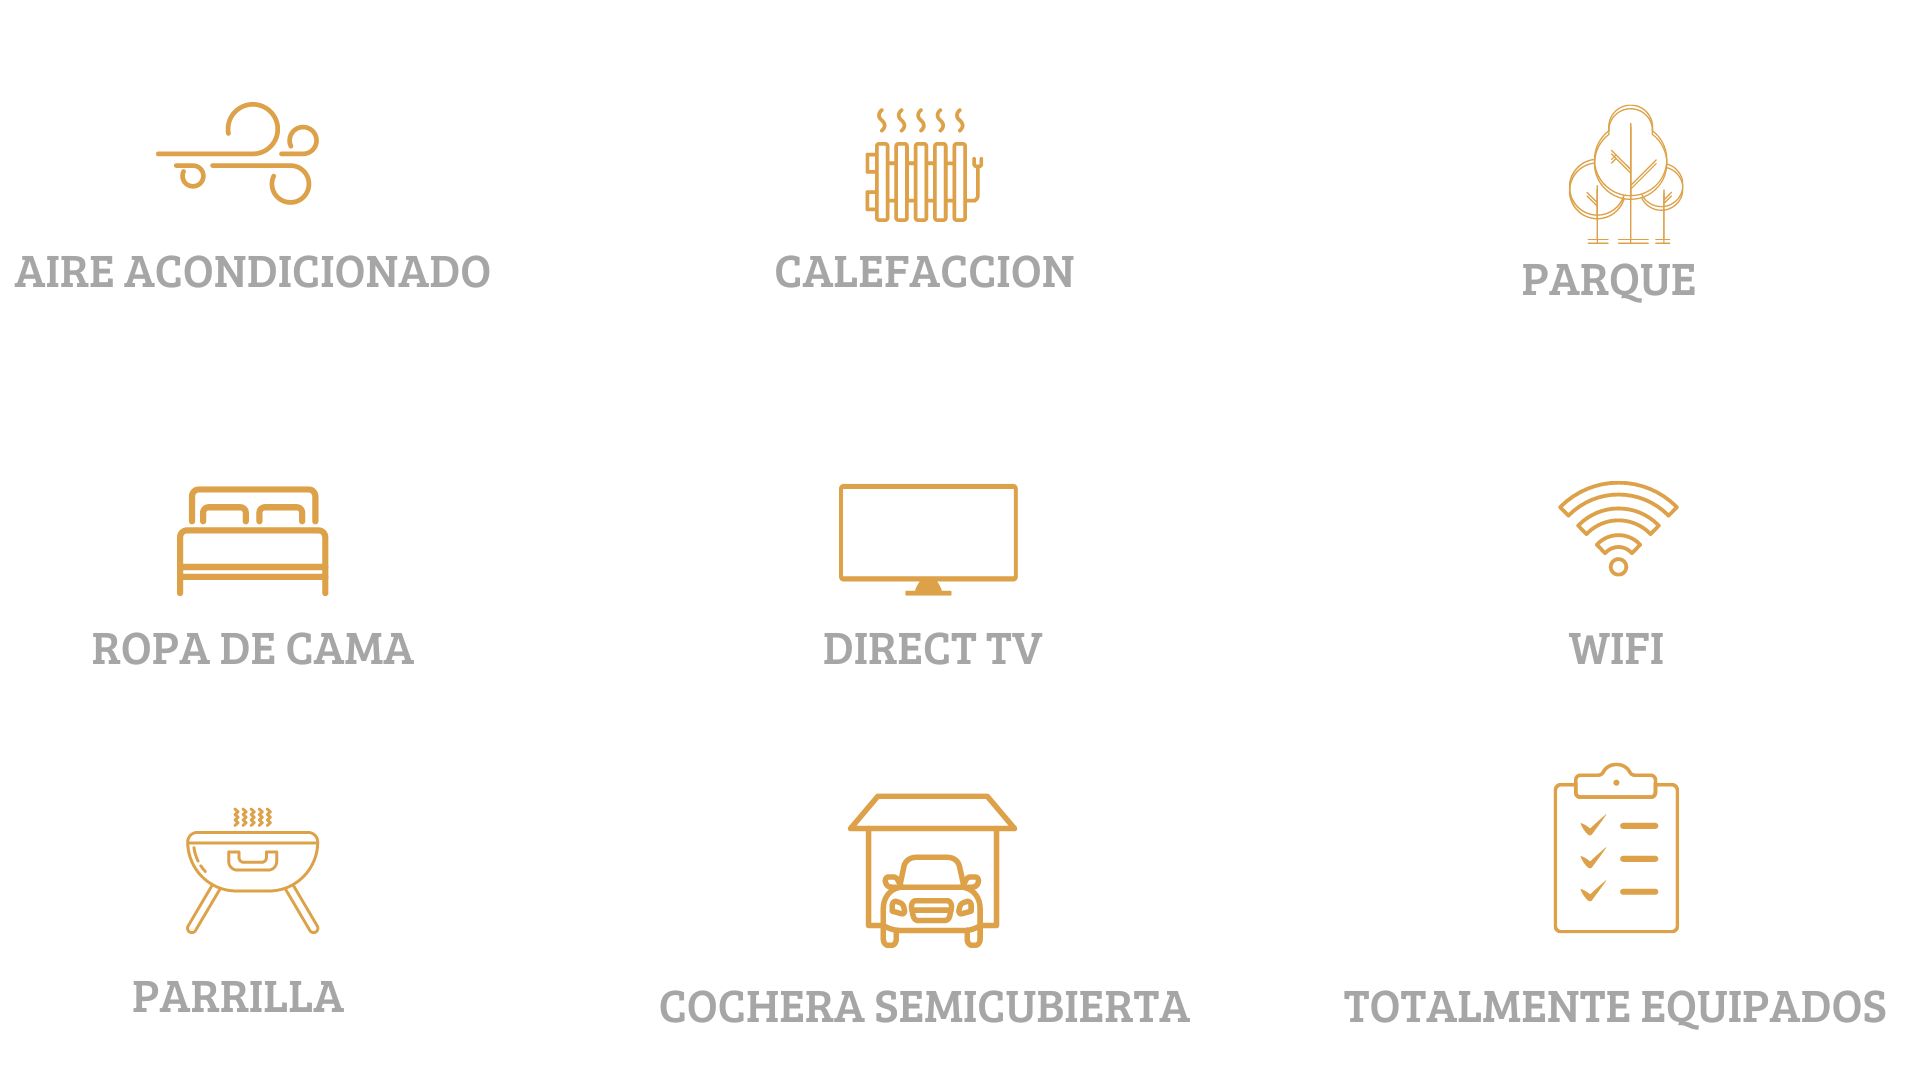 AIRE ACONDICIONADO
CALEFACCION
PARQUE
ROPA DE CAMA
DIRECT TV
WIFI
PARRILLA
COCHERA SEMICUBIERTA
TOTALMENTE EQUIPADOS